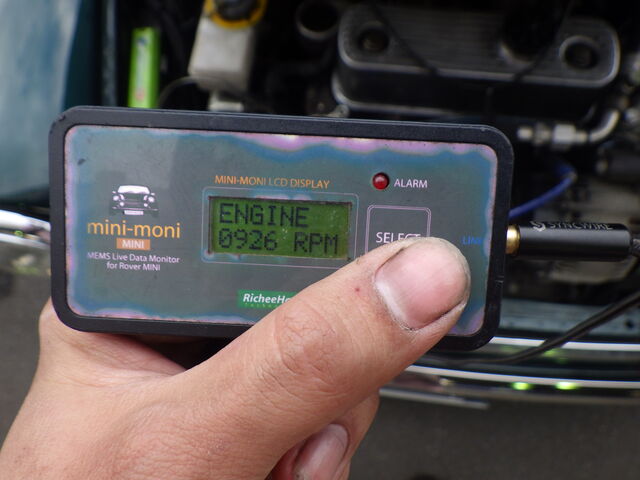 MINI-MONI LCD DISPLAY
ALARM
ENGINE
0926 RPM
SELECT
mini-moni
MINI
MEMS Live Data Monitor
for Rover MINI
SYNCWIRE